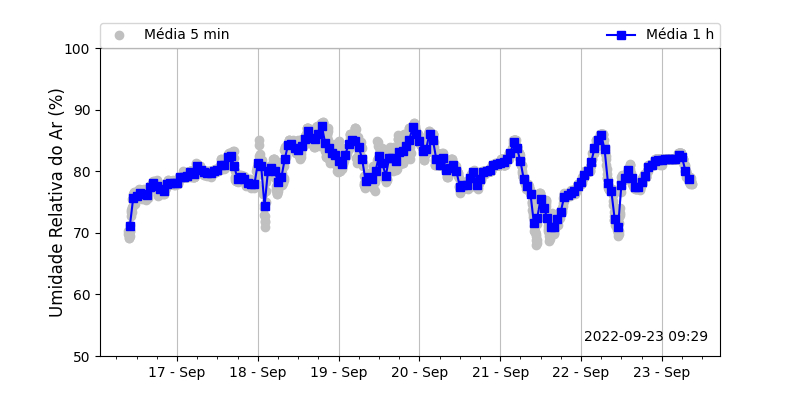 Média 5 min
Média 1 h
Umidade Relativa do Ar (%)
100
90
80
70
60
50
2022-09-23 09:29
17 - Sep
18 - Sep
19 - Sep
20 - Sep
21 - Sep
22 - Sep
23 - Sep